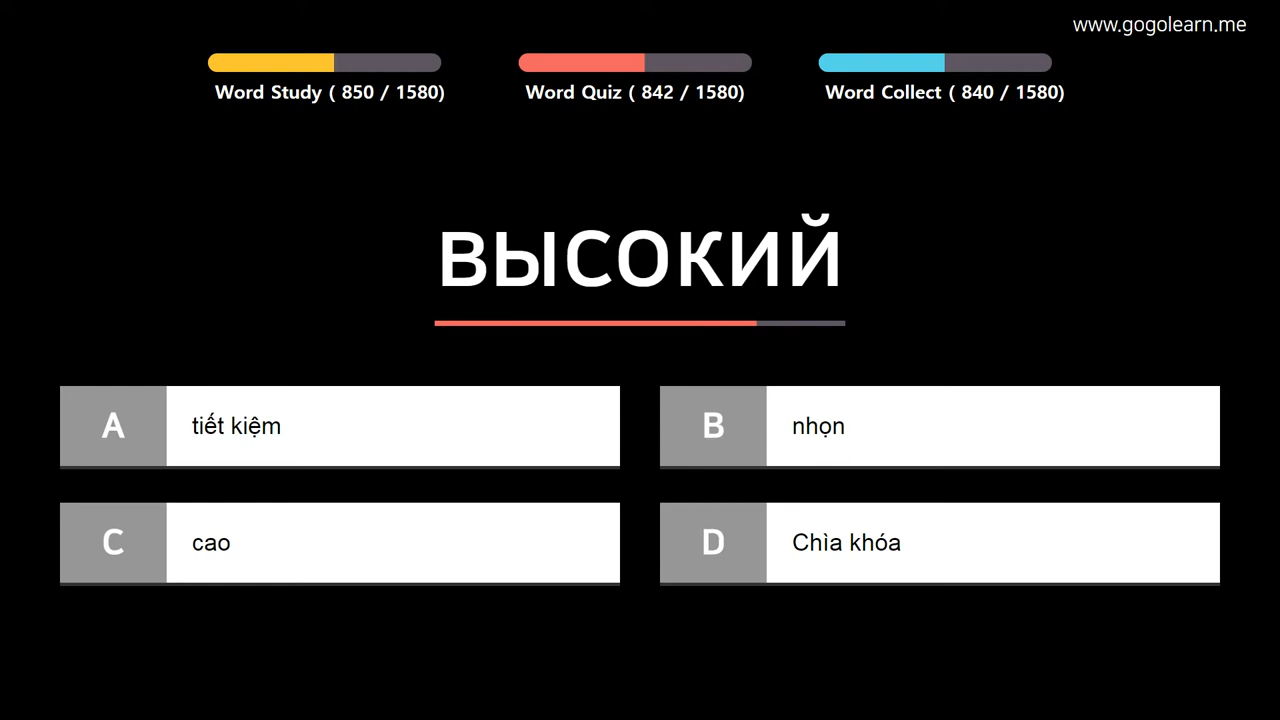 www.gogolearn.me
Word Study ( 850 / 1580)
Word Quiz ( 842 / 1580)
Word Collect ( 840 / 1580)
высокий
A tiết kiệm
B nhọn
C cao
D Chìa khóa